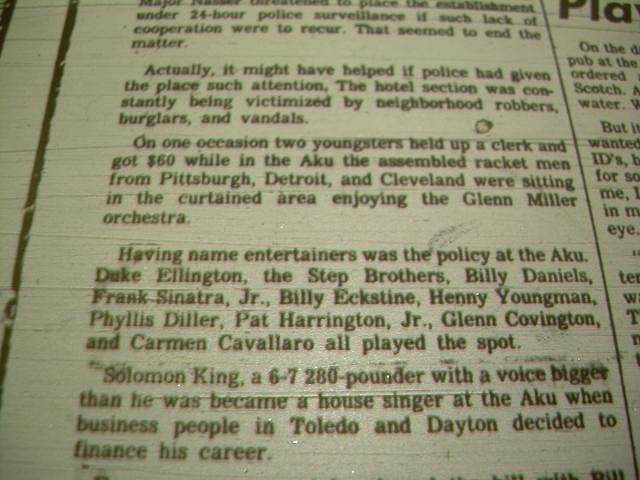 Major Nasser threatened to place the establishment
under 24-hour police surveillance if such lack of
cooperation were to recur. That seemed to end the
matter.
Actually, it might have helped if police had given
the place such attention. The hotel section was con-
stantly being victimized by neighborhood robbers,
burglars, and vandals.
On one occasion two youngsters held up a clerk and
got $60 while in the Aku the assembled racket men
from Pittsburgh, Detroit, and Cleveland were sitting
in the curtained area enjoying the Glenn Miller
orchestra.
Having name entertainers was the policy at the Aku.
Duke Ellington, the Step Brothers, Billy Daniels,
Frank Sinatra, Jr., Billy Eckstine, Henny Youngman,
Phyllis Diller, Pat Harrington, Jr., Glenn Covington,
and Carmen Cavallaro all played the spot.
Solomon King, a 6-7 280-pounder with a voice bigger
than he was became a house singer at the Aku when
business people in Toledo and Dayton decided to
finance his career.
Pla
On the d
pub at the
ordered
Scotch. A
water. W
But it
wanted
ID's, b
for so
me, I
in m
eye.
ter
w
T